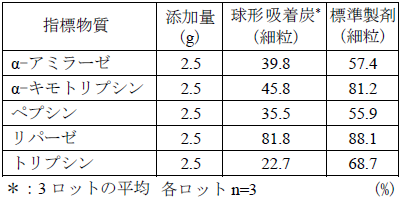 指標物質 添加量 (g) 球形吸着炭* (細粒) 標準製剤 (細粒)
α-アミラーゼ 2.5 39.8 57.4
α-キモトリプシン 2.5 45.8 81.2
ペプシン 2.5 35.5 55.9
リパーゼ 2.5 81.8 88.1
トリプシン 2.5 22.7 68.7
*：3 ロットの平均 各ロット n=3 (%)